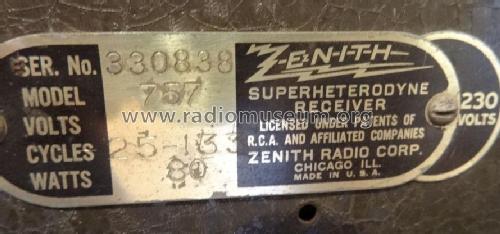 SER. No. 330838
MODEL 757
VOLTS
CYCLES 25-133
WATTS 80
ZENITH
SUPERHETERODYNE
RECEIVER
LICENSED UNDER PATENTS OF
R.C.A. AND AFFILIATED COMPANIES
ZENITH RADIO CORP.
CHICAGO ILL.
MADE IN U.S.A.
230
VOLTS
www.radiomuseum.org